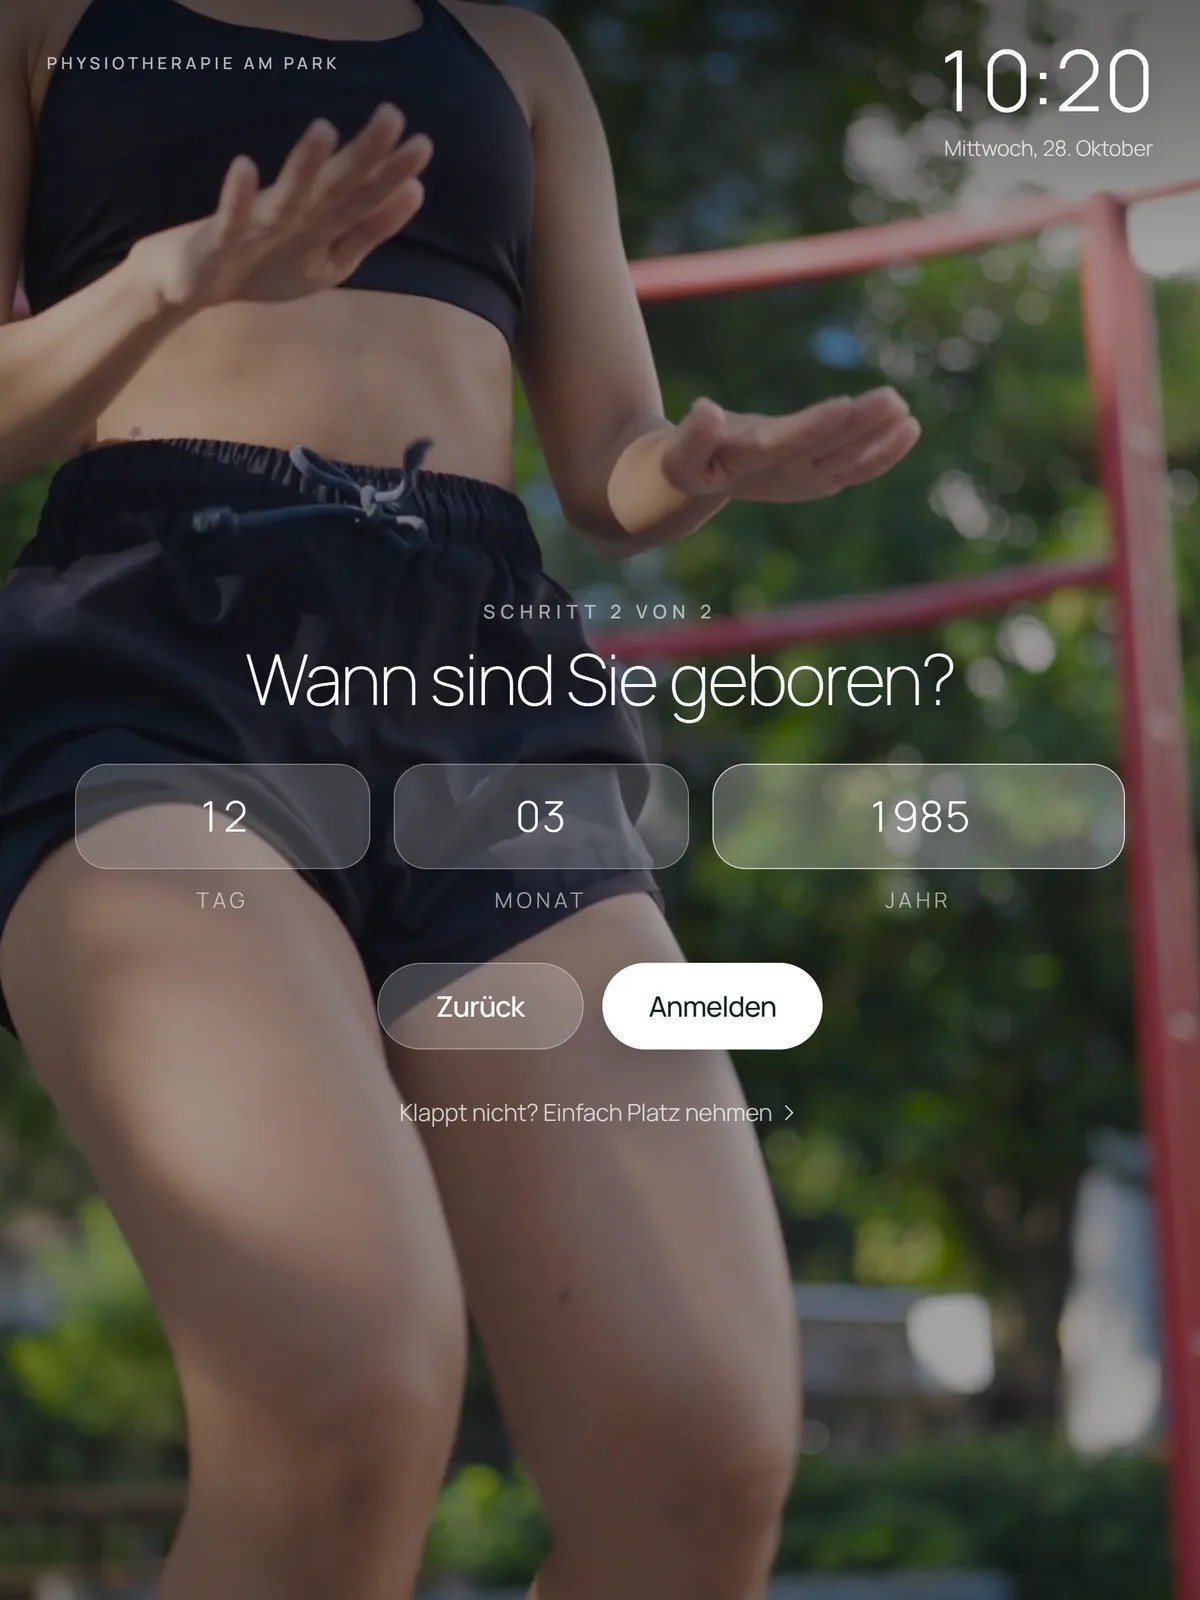 PHYSIOTHERAPIE AM PARK
10:20
Mittwoch, 28. Oktober
SCHRITT 2 VON 2
Wann sind Sie geboren?
12
03
1985
TAG
MONAT
JAHR
Zurück
Anmelden
Klappt nicht? Einfach Platz nehmen >